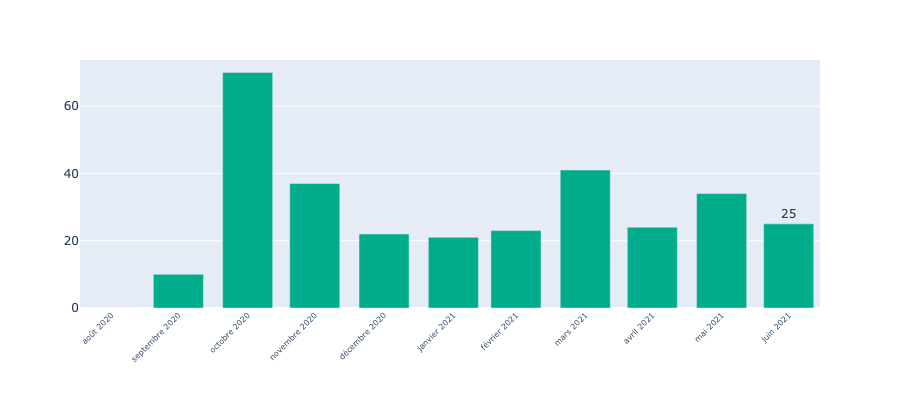 60
40
20
0
25
août 2020
septembre 2020
octobre 2020
novembre 2020
décembre 2020
janvier 2021
février 2021
mars 2021
avril 2021
mai 2021
juin 2021